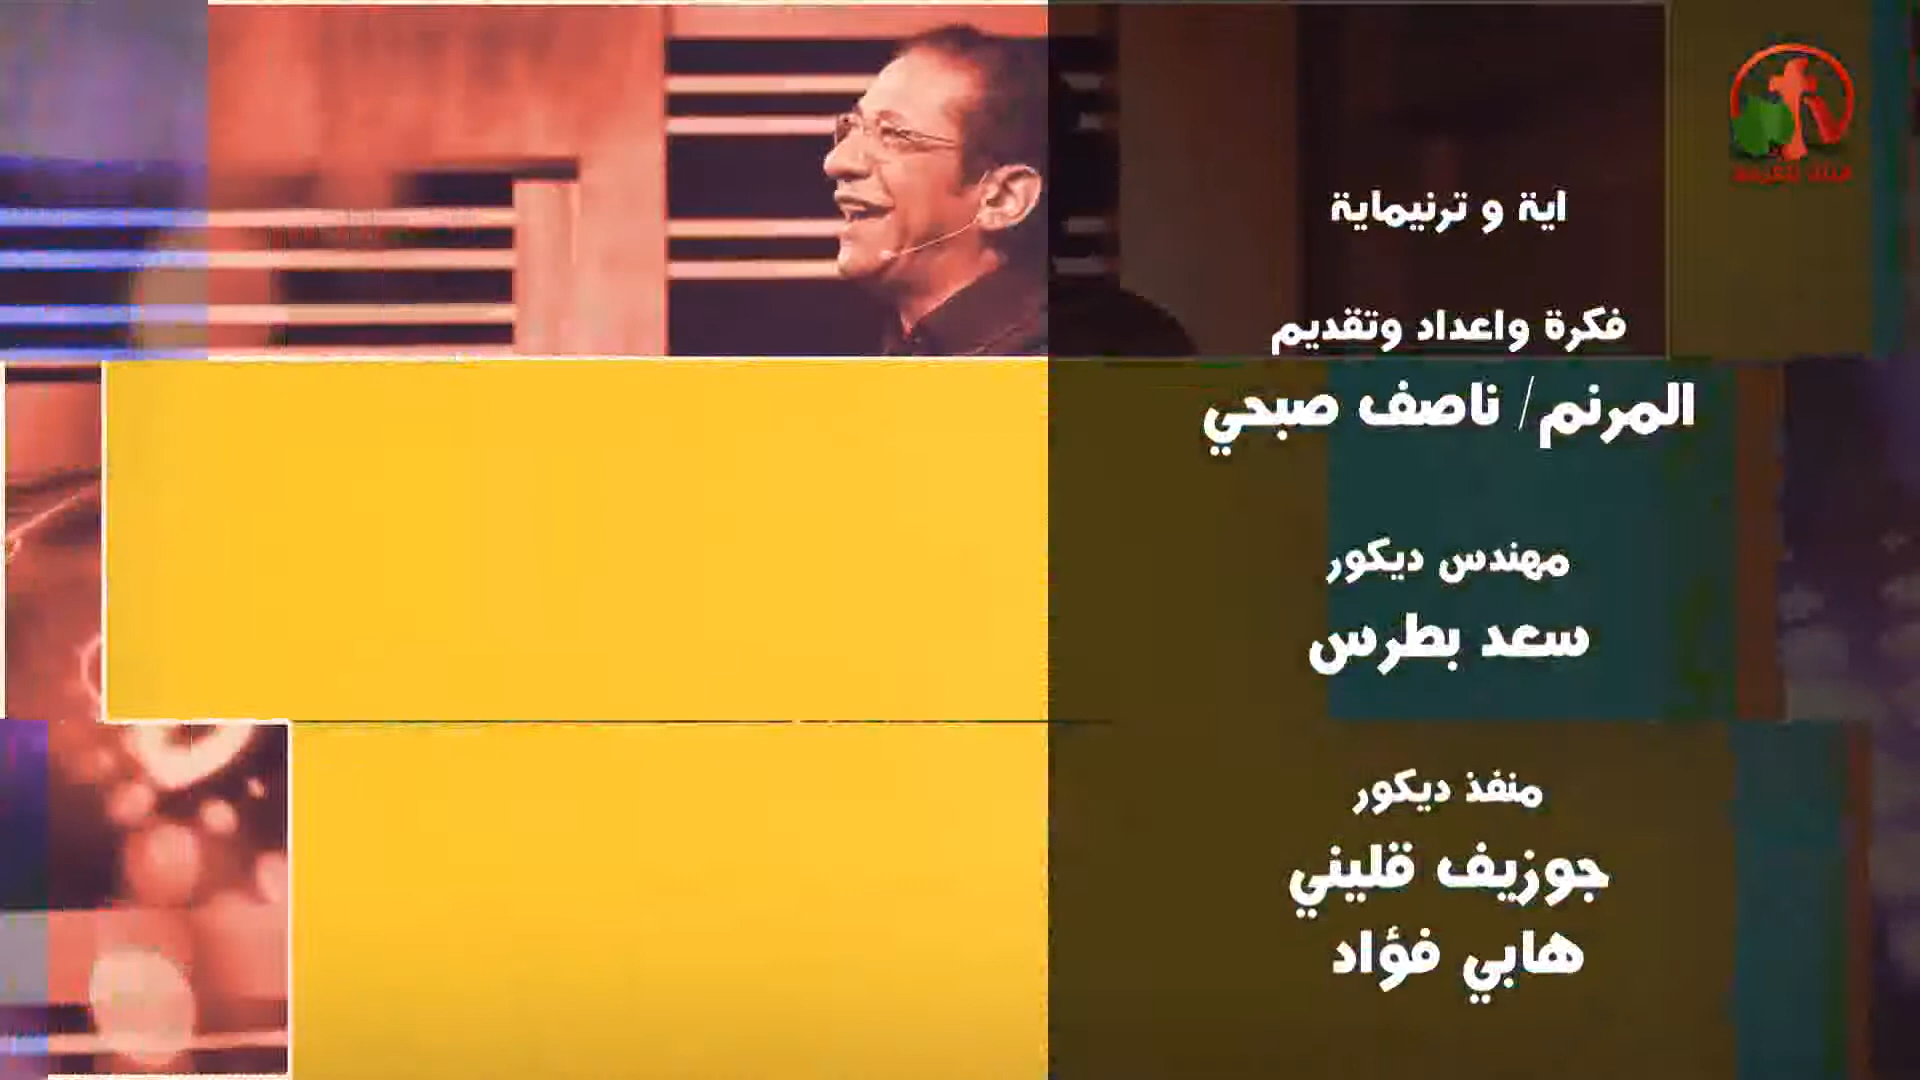 اية و ترنيماية
فكرة واعداد وتقديم
المرنم / ناصف صبحي
مهندس ديكور
سعد بطرس
منفذ ديكور
جوزيف قليني
هابي فؤاد